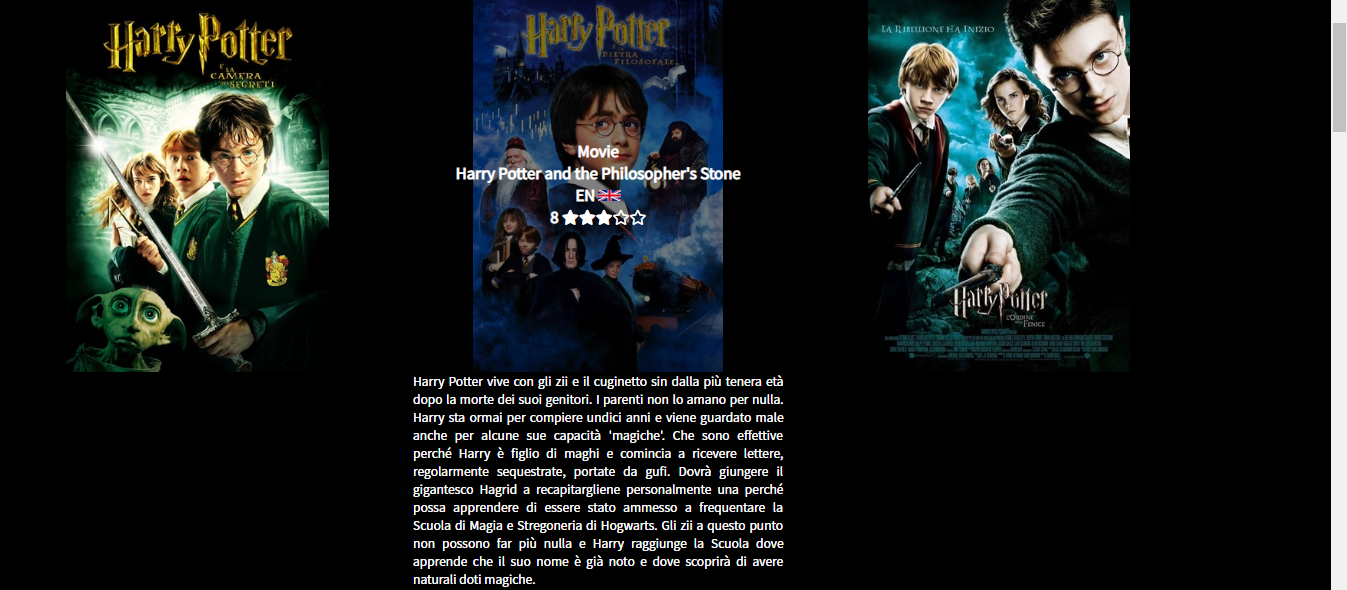 Harry Potter
E LA
CAMERA
DEI SEGRETI
Harry Potter
E LA
PIETRA
FILOSOFALE
Movie
Harry Potter and the Philosopher's Stone
EN
8
LA RIBELLIONE HA INIZIO
Harry Potter
E L'ORDINE
DELLA FENICE
Harry Potter vive con gli zii e il cuginetto sin dalla più tenera età
dopo la morte dei suoi genitori. I parenti non lo amano per nulla.
Harry sta ormai per compiere undici anni e viene guardato male
anche per alcune sue capacità 'magiche'. Che sono effettive
perché Harry è figlio di maghi e comincia a ricevere lettere,
regolarmente sequestrate, portate da gufi. Dovrà giungere il
gigantesco Hagrid a recapitargliene personalmente una perché
possa apprendere di essere stato ammesso a frequentare la
Scuola di Magia e Stregoneria di Hogwarts. Gli zii a questo punto
non possono far più nulla e Harry raggiunge la Scuola dove
apprende che il suo nome è già noto e dove scoprirà di avere
naturali doti magiche.